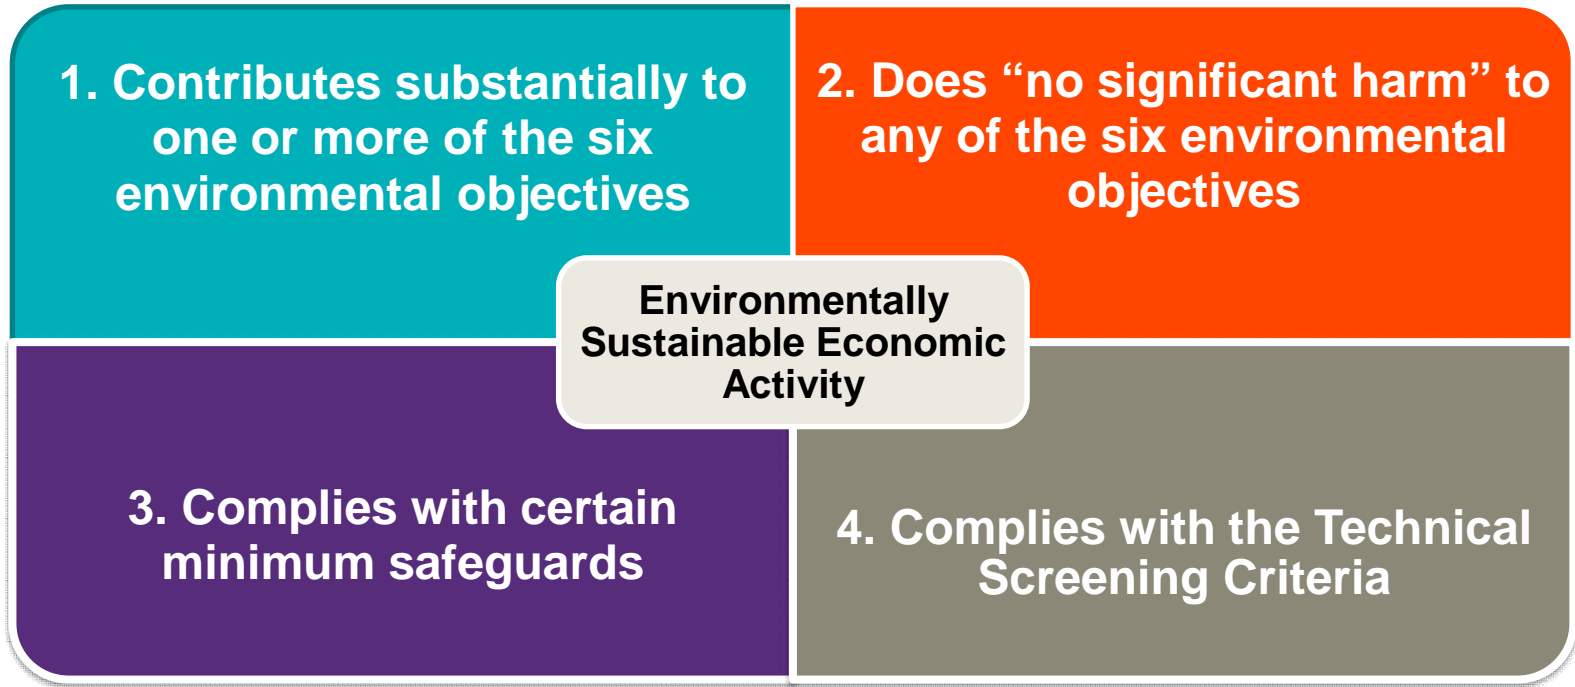 1. Contributes substantially to
one or more of the six
environmental objectives
2. Does “no significant harm” to
any of the six environmental
objectives
Environmentally
Sustainable Economic
Activity
3. Complies with certain
minimum safeguards
4. Complies with the Technical
Screening Criteria